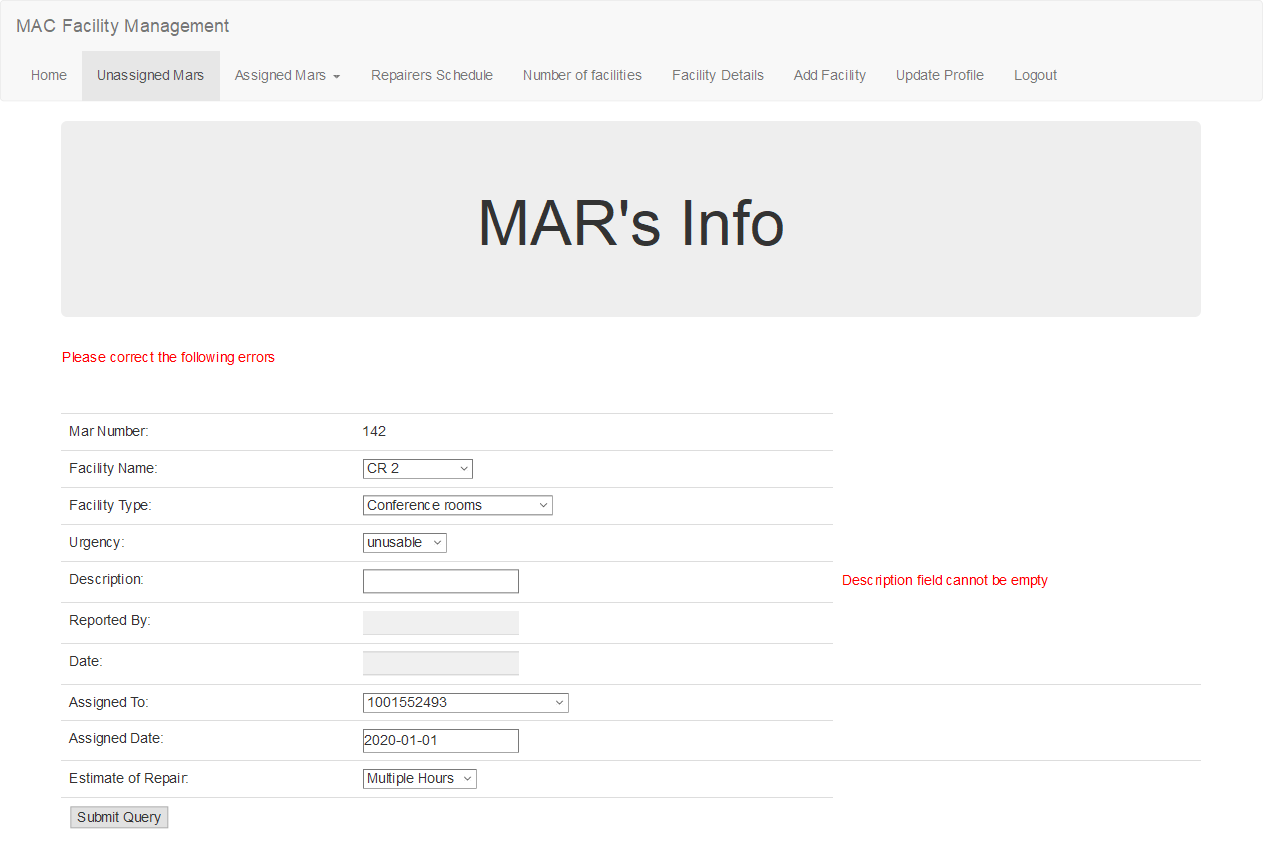 MAC Facility Management
Home Unassigned Mars Assigned Mars Repairers Schedule Number of facilities Facility Details Add Facility Update Profile Logout
MAR's Info
Please correct the following errors
Mar Number: 142
Facility Name: CR 2
Facility Type: Conference rooms
Urgency: unusable
Description: Description field cannot be empty
Reported By:
Date:
Assigned To: 1001552493
Assigned Date: 2020-01-01
Estimate of Repair: Multiple Hours
Submit Query